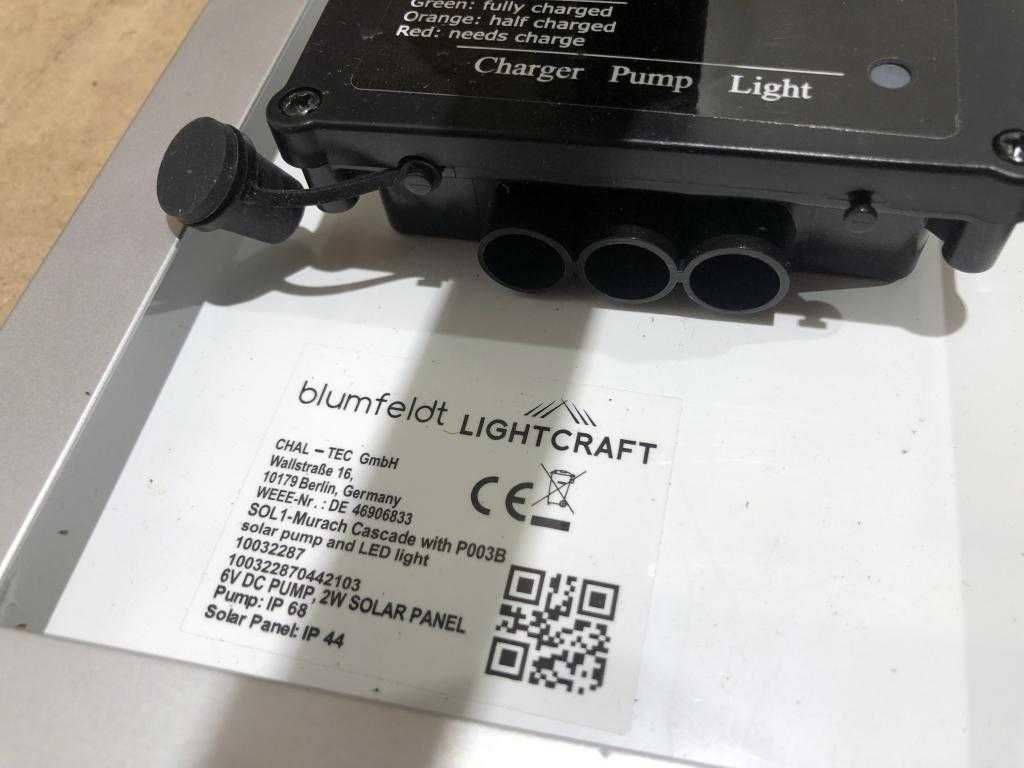 Green: fully charged
Orange: half charged
Red: needs charge
Charger Pump Light
blumfeldt LIGHTCRAFT
CHAL – TEC GmbH
Wallstraße 16,
10179 Berlin, Germany
WEEE-Nr. : DE 46906833
CE
SOL1-Murach Cascade with P003B
solar pump and LED light
10032287
100322870442103
6V DC PUMP, 2W SOLAR PANEL
Pump: IP 68
Solar Panel: IP 44